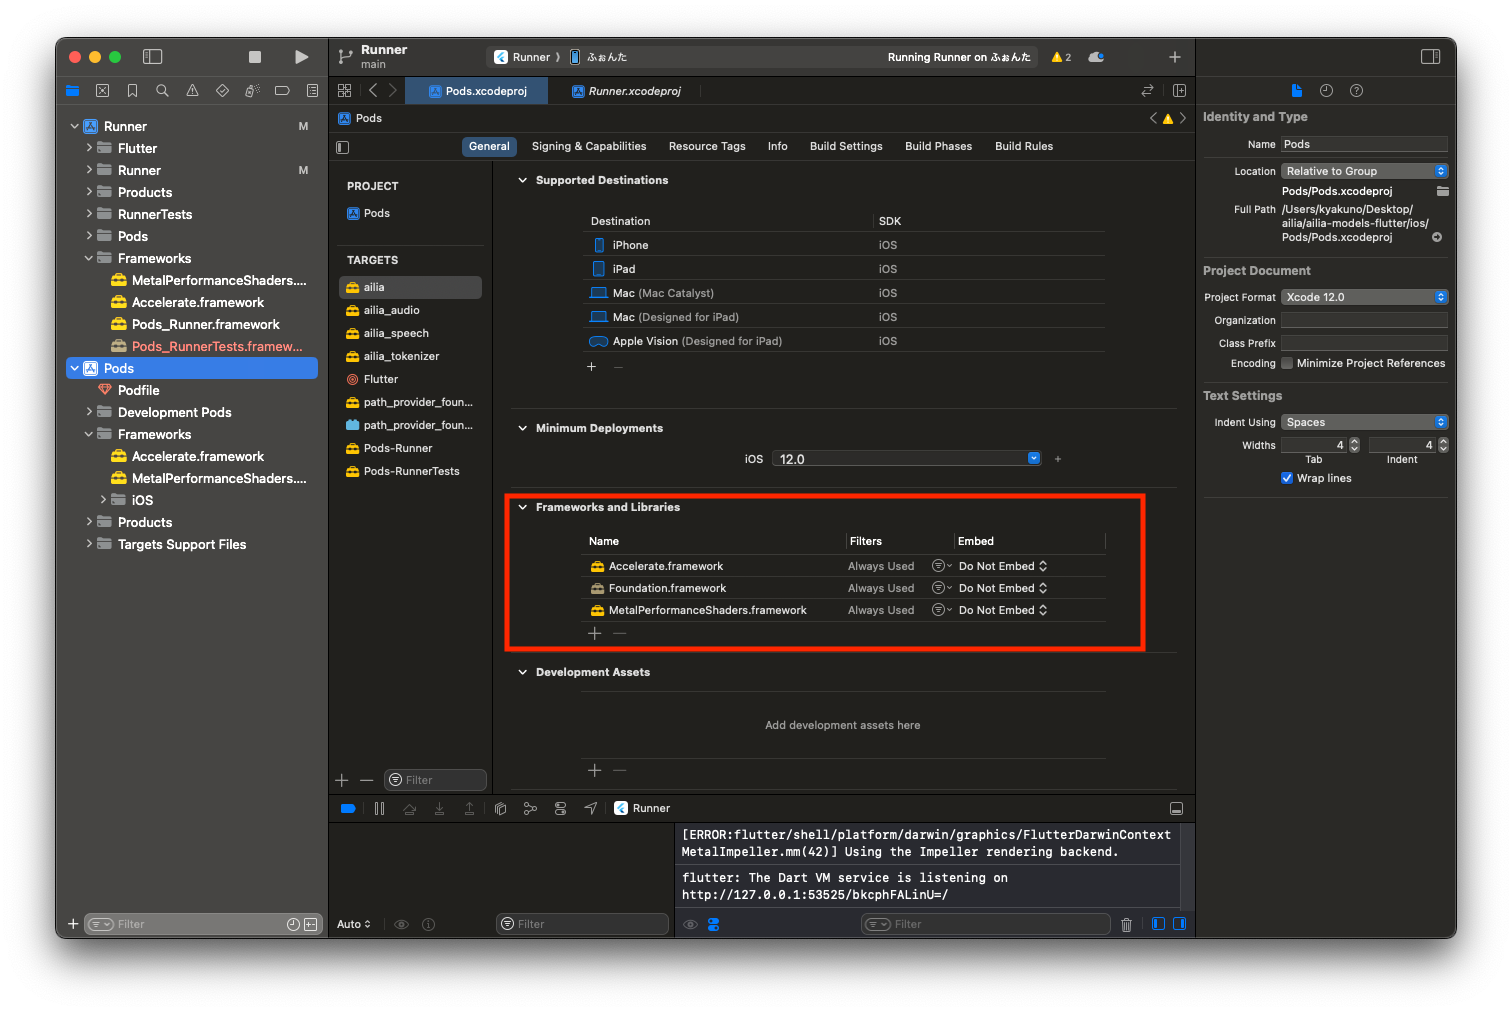 Runner
main
Runner
ふぉんた
Running Runner on ふぉんた
2
Pods.xcodeproj
Runner.xcodeproj
Runner
M
Flutter
Runner
M
Products
RunnerTests
Pods
Frameworks
MetalPerformanceShaders....
Accelerate.framework
Pods_Runner.framework
Pods_RunnerTests.framew...
Pods
Podfile
Development Pods
Frameworks
Accelerate.framework
MetalPerformanceShaders....
iOS
Products
Targets Support Files
Filter
Pods
General
Signing & Capabilities
Resource Tags
Info
Build Settings
Build Phases
Build Rules
PROJECT
Pods
TARGETS
ailia
ailia_audio
ailia_speech
ailia_tokenizer
Flutter
path_provider_foun...
path_provider_foun...
Pods-Runner
Pods-RunnerTests
Filter
Supported Destinations
Destination SDK
iPhone iOS
iPad iOS
Mac (Mac Catalyst) iOS
Mac (Designed for iPad) iOS
Apple Vision (Designed for iPad) iOS
Minimum Deployments
iOS 12.0
Frameworks and Libraries
Name Filters Embed
Accelerate.framework Always Used Do Not Embed
Foundation.framework Always Used Do Not Embed
MetalPerformanceShaders.framework Always Used Do Not Embed
Development Assets
Add development assets here
Runner
[ERROR:flutter/shell/platform/darwin/graphics/FlutterDarwinContext
MetalImpeller.mm(42)] Using the Impeller rendering backend.
flutter: The Dart VM service is listening on
http://127.0.0.1:53525/bkcphFALinU=/
Auto
Filter
Filter
Identity and Type
Name Pods
Location Relative to Group
Pods/Pods.xcodeproj
Full Path /Users/kyakuno/Desktop/
ailia/ailia-models-flutter/ios/
Pods/Pods.xcodeproj
Project Document
Project Format Xcode 12.0
Organization
Class Prefix
Encoding Minimize Project References
Text Settings
Indent Using Spaces
Widths 4 4
Tab Indent
Wrap lines